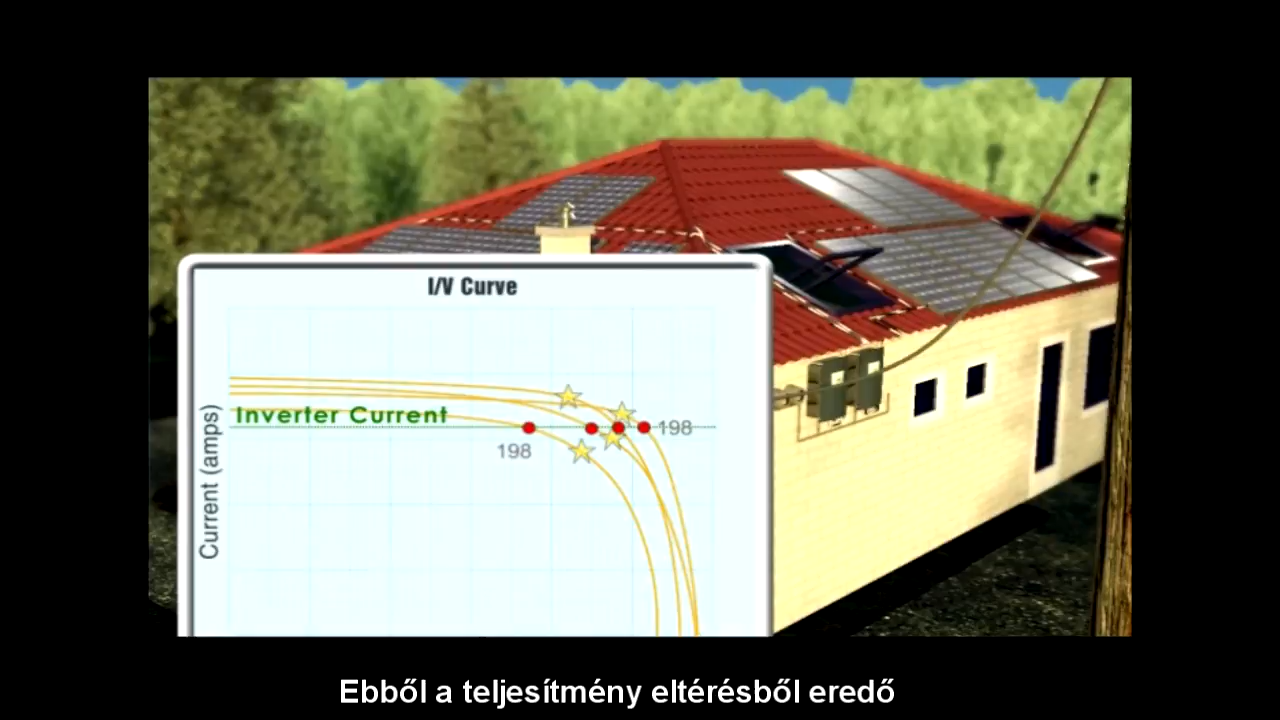 I/V Curve
Inverter Current
198
198
Current (amps)
Ebből a teljesítmény eltérésből eredő